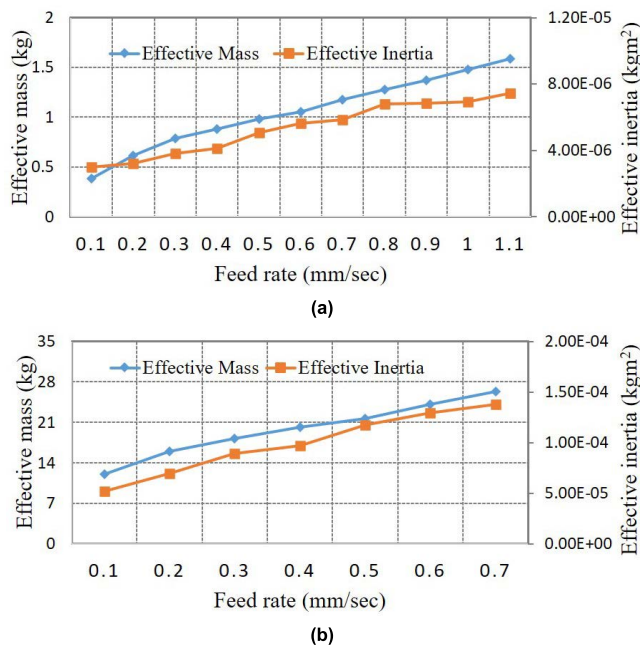 2
1.20E-05
Effective Mass
Effective Inertia
1.5
8.00E-06
1
4.00E-06
0.5
0
0.00E+00
Effective mass (kg)
Effective inertia (kgm²)
0.1 0.2 0.3 0.4 0.5 0.6 0.7 0.8 0.9 1 1.1
Feed rate (mm/sec)
(a)
35
2.00E-04
Effective Mass
Effective Inertia
28
1.50E-04
21
1.00E-04
14
5.00E-05
7
0
0.00E+00
Effective mass (kg)
Effective inertia (kgm²)
0.1 0.2 0.3 0.4 0.5 0.6 0.7
Feed rate (mm/sec)
(b)